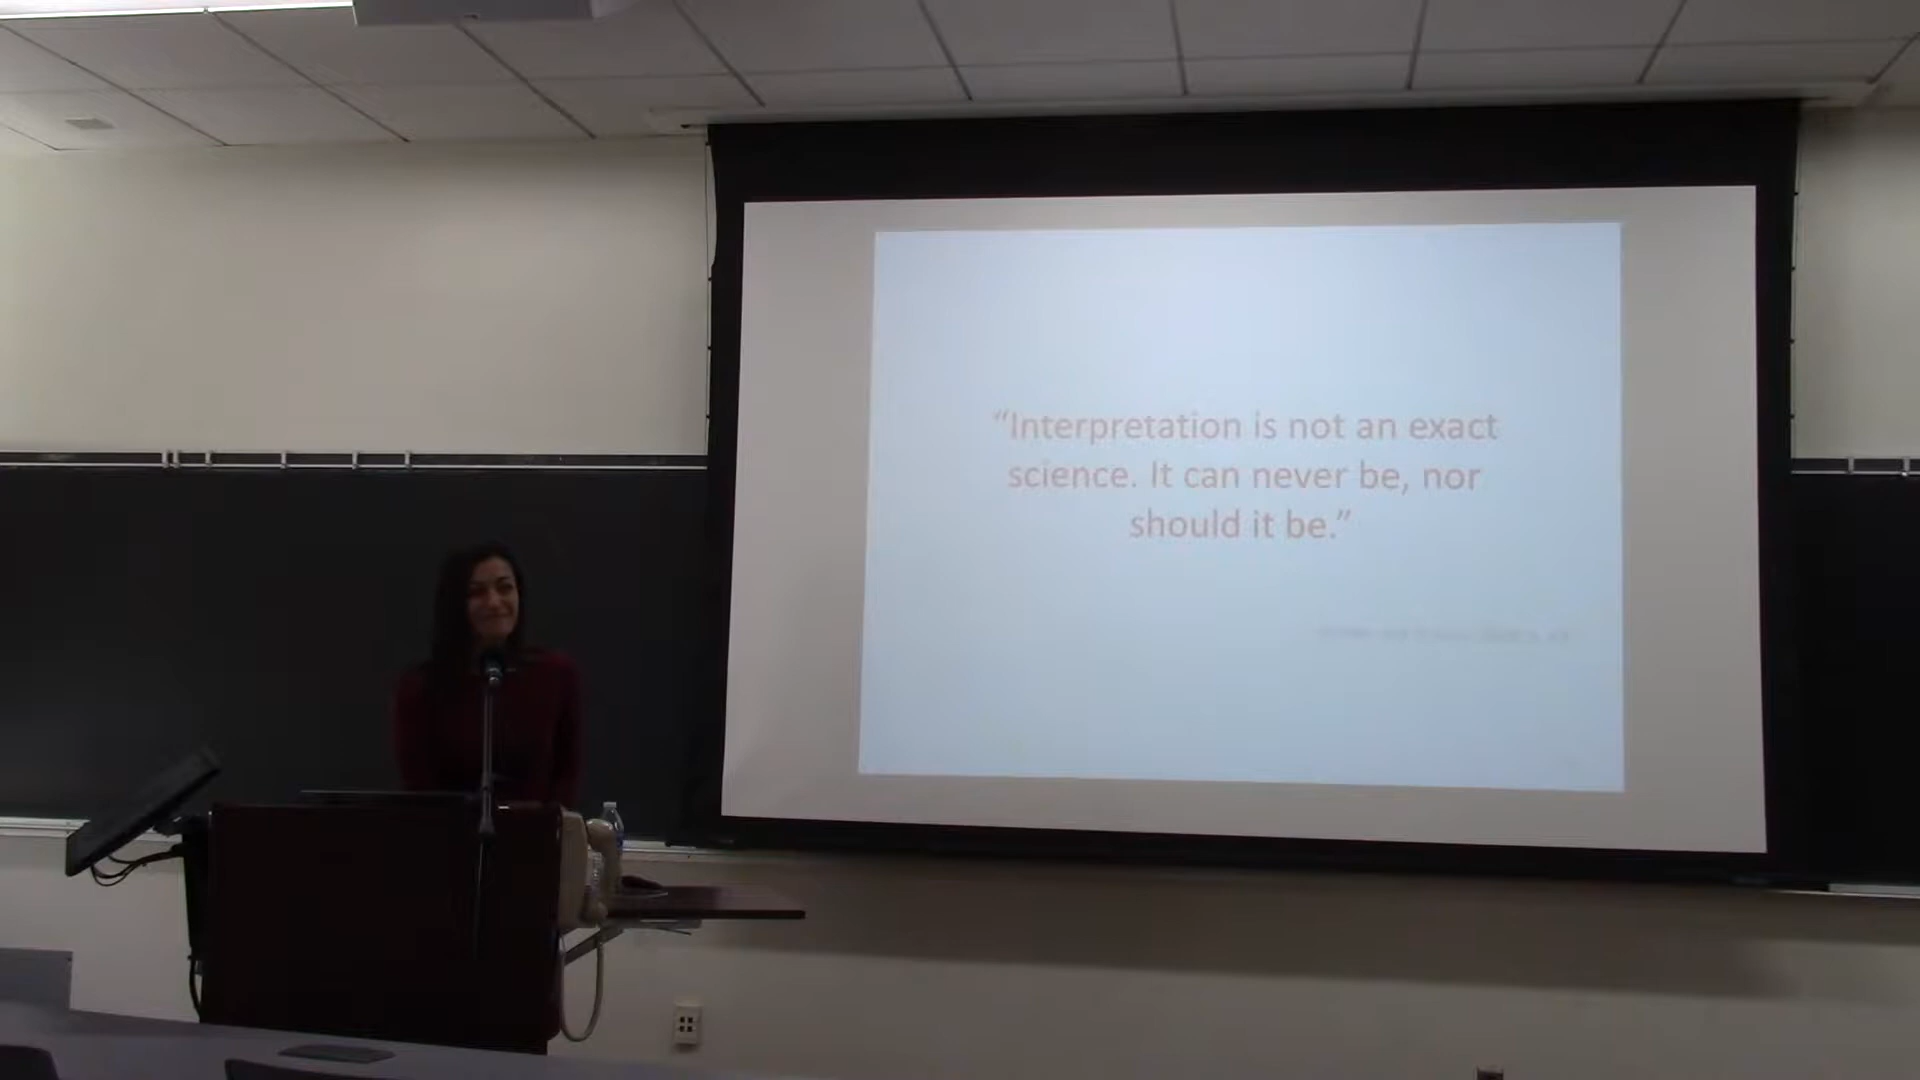 “Interpretation is not an exact
science. It can never be, nor
should it be.”